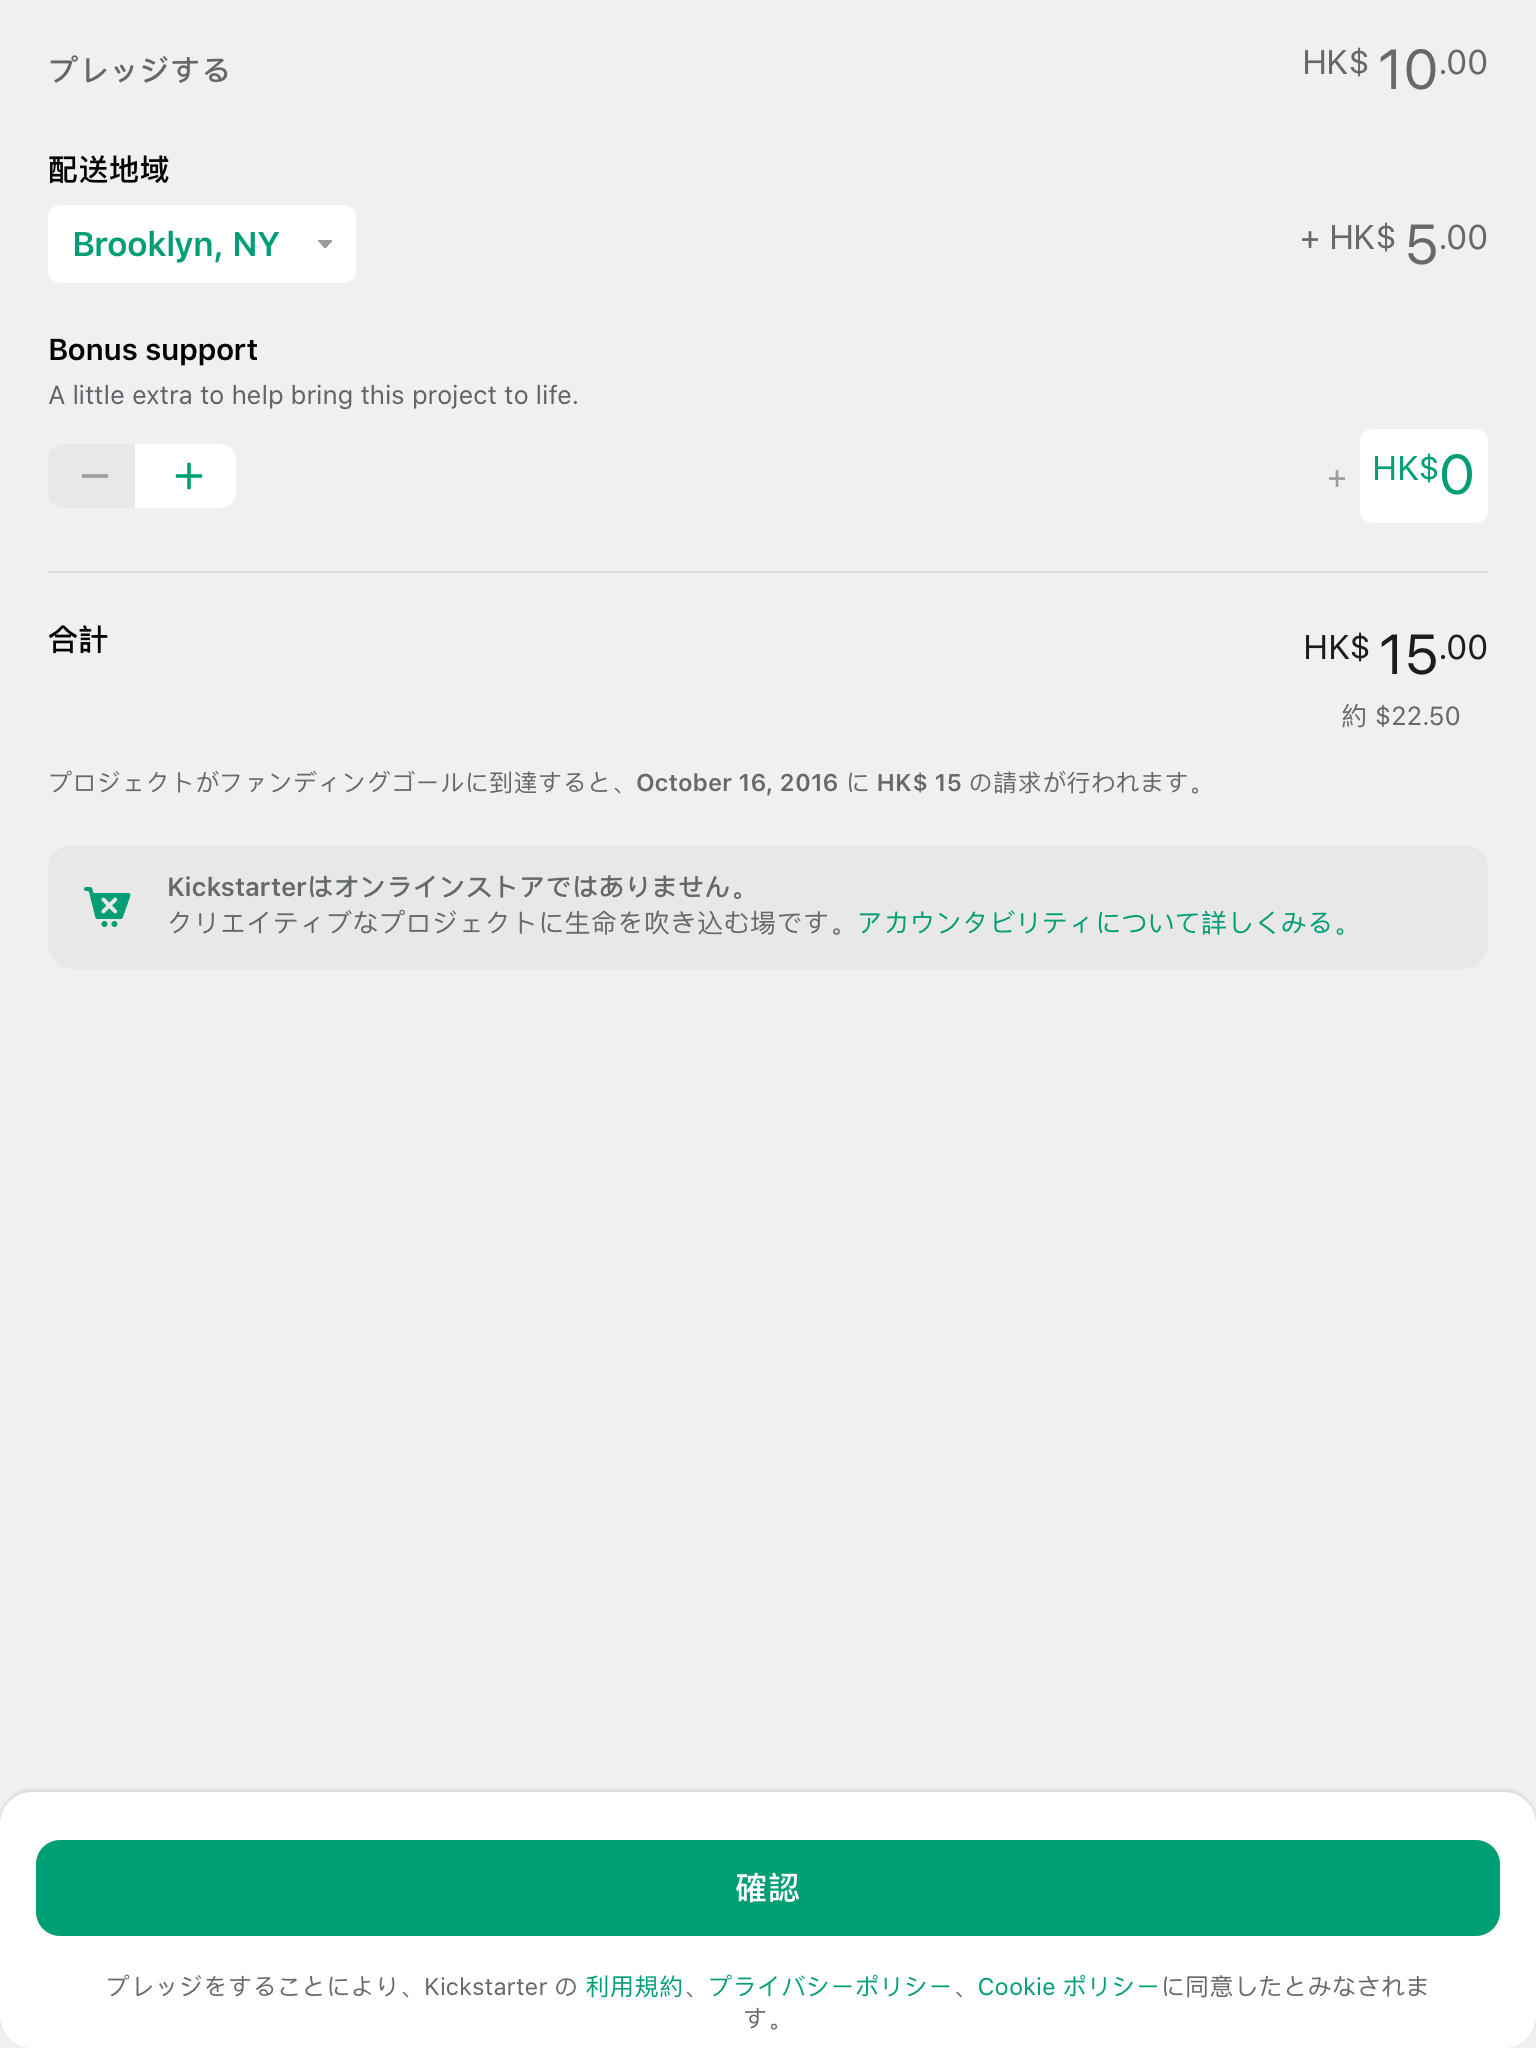 プレッジする
HK$ 10.00
配送地域
Brooklyn, NY
+ HK$ 5.00
Bonus support
A little extra to help bring this project to life.
− +
+ HK$0
合計
HK$ 15.00
約 $22.50
プロジェクトがファンディングゴールに到達すると、October 16, 2016 に HK$ 15 の請求が行われます。
Kickstarterはオンラインストアではありません。
クリエイティブなプロジェクトに生命を吹き込む場です。アカウンタビリティについて詳しくみる。
確認
プレッジをすることにより、Kickstarter の 利用規約、プライバシーポリシー、Cookie ポリシーに同意したとみなされま
す。